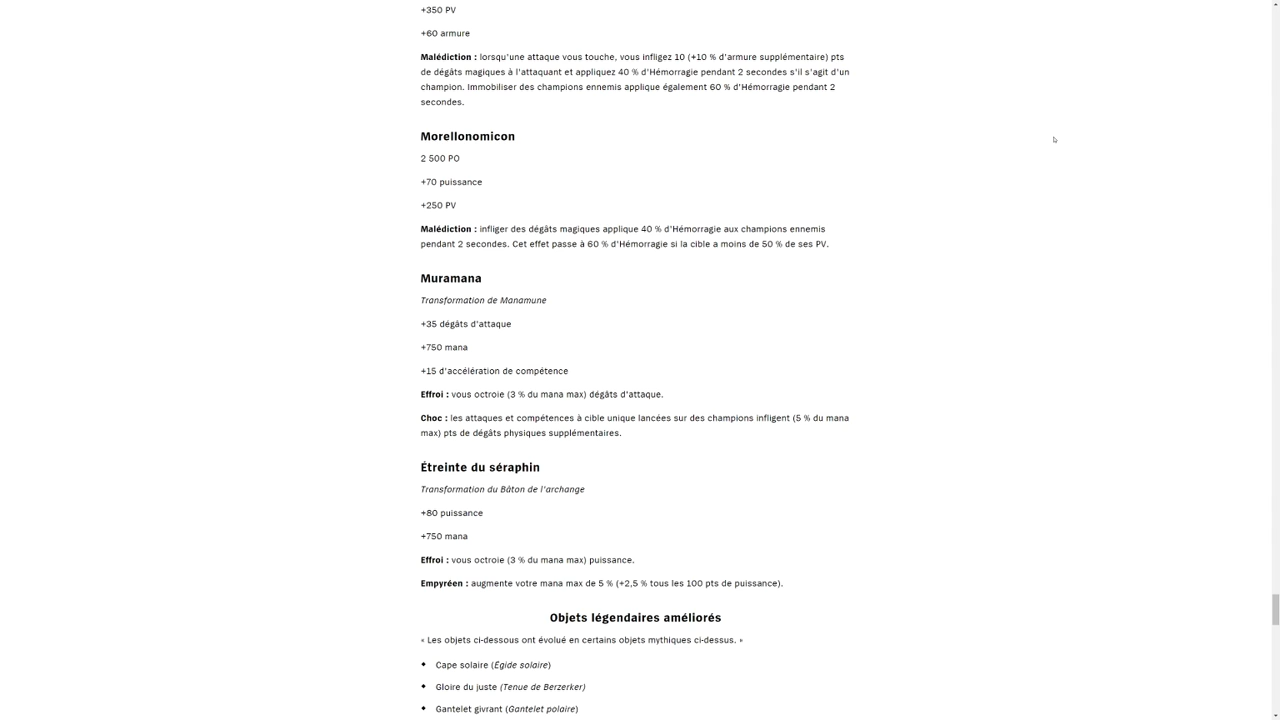 +350 PV
+60 armure
Malédiction : lorsqu'une attaque vous touche, vous infligez 10 (+10 % d'armure supplémentaire) pts
de dégâts magiques à l'attaquant et appliquez 40 % d'Hémorragie pendant 2 secondes s'il s'agit d'un
champion. Immobiliser des champions ennemis applique également 60 % d'Hémorragie pendant 2
secondes.
Morellonomicon
2 500 PO
+70 puissance
+250 PV
Malédiction : infliger des dégâts magiques applique 40 % d'Hémorragie aux champions ennemis
pendant 2 secondes. Cet effet passe à 60 % d'Hémorragie si la cible a moins de 50 % de ses PV.
Muramana
Transformation de Manamune
+35 dégâts d'attaque
+750 mana
+15 d'accélération de compétence
Effroi : vous octroie (3 % du mana max) dégâts d'attaque.
Choc : les attaques et compétences à cible unique lancées sur des champions infligent (5 % du mana
max) pts de dégâts physiques supplémentaires.
Étreinte du séraphin
Transformation du Bâton de l'archange
+80 puissance
+750 mana
Effroi : vous octroie (3 % du mana max) puissance.
Empyréen : augmente votre mana max de 5 % (+2,5 % tous les 100 pts de puissance).
Objets légendaires améliorés
« Les objets ci-dessous ont évolué en certains objets mythiques ci-dessus. »
◆ Cape solaire (Égide solaire)
◆ Gloire du juste (Tenue de Berzerker)
◆ Gantelet givrant (Gantelet polaire)